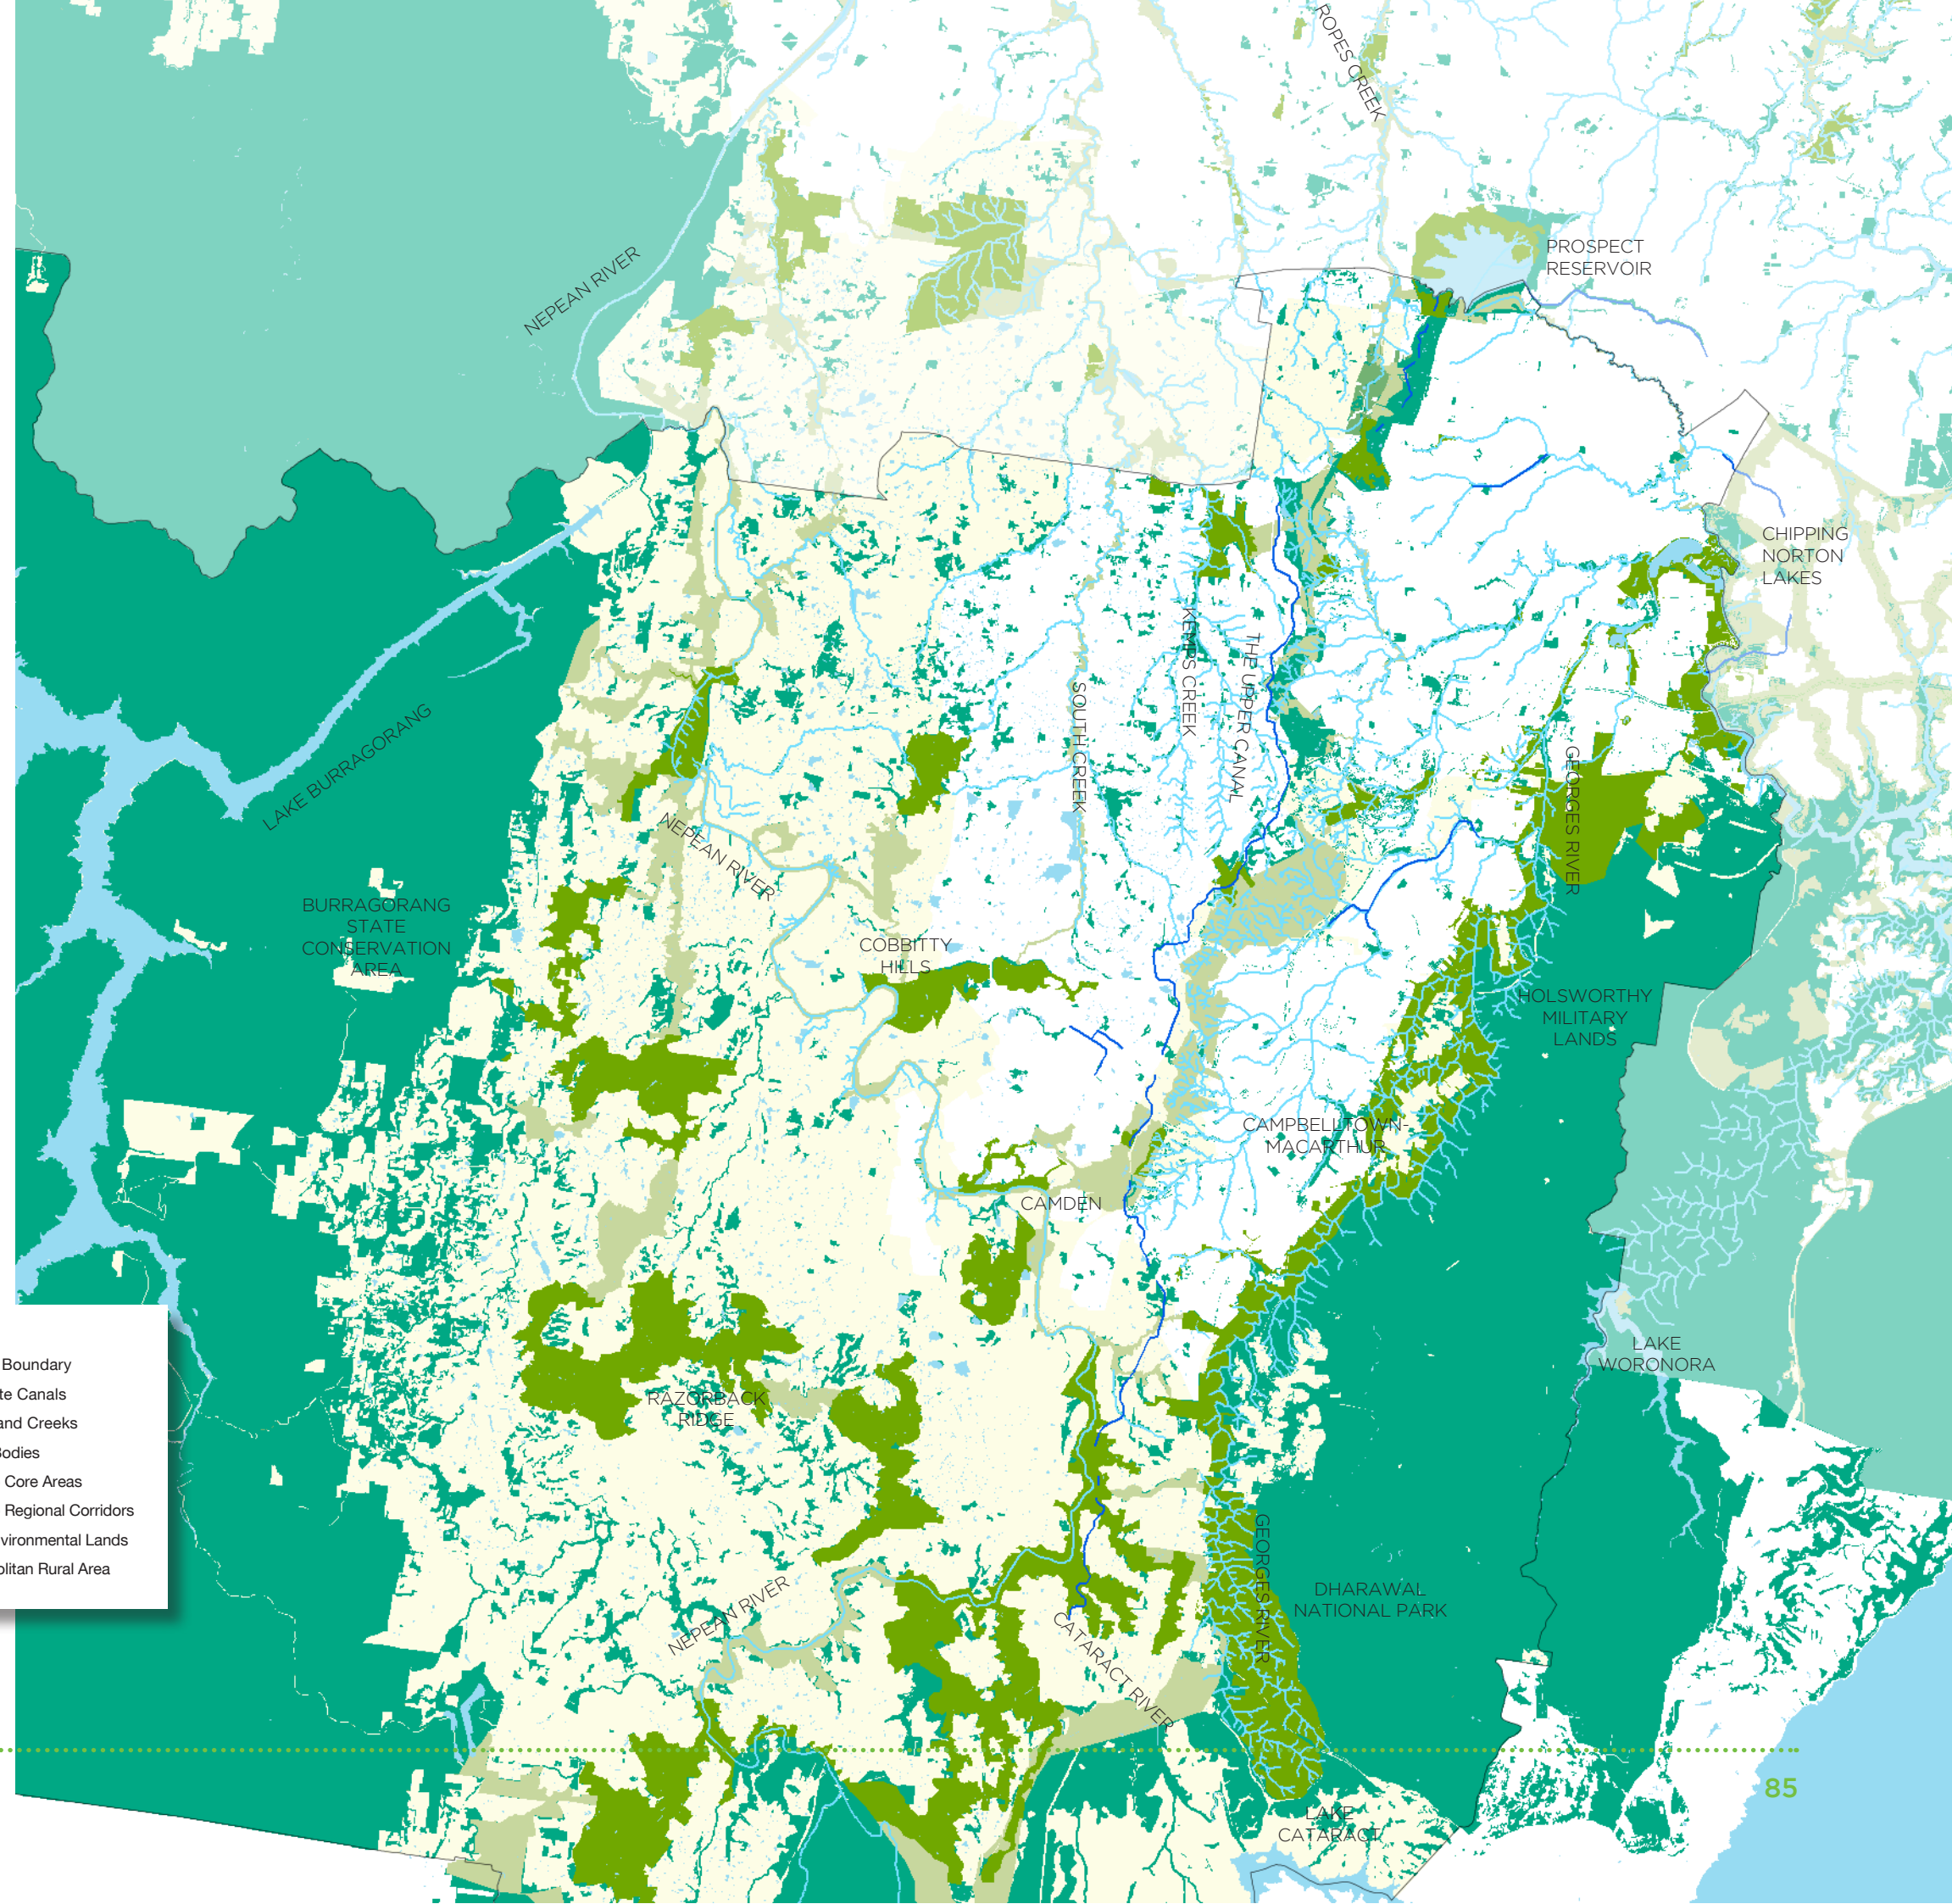 ROPES CREEK
PROSPECT
RESERVOIR
NEPEAN RIVER
CHIPPING
NORTON
LAKES
KEMPS CREEK
THE UPPER CANAL
SOUTH CREEK
LAKE BURRAGORANG
GEORGES RIVER
NEPEAN RIVER
BURRAGORANG
STATE
CONSERVATION
AREA
COBBITTY
HILLS
HOLSWORTHY
MILITARY
LANDS
CAMPBELLTOWN-
MACARTHUR
CAMDEN
LAKE
WORONORA
Boundary
te Canals
and Creeks
Bodies
Core Areas
Regional Corridors
vironmental Lands
olitan Rural Area
RAZORBACK
RIDGE
GEORGES RIVER
DHARAWAL
NATIONAL PARK
NEPEAN RIVER
CATARACT RIVER
85
LAKE
CATARACT